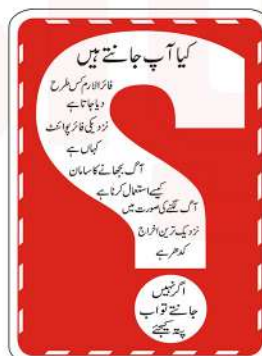 کیا آپ جانتے ہیں
فائر الارم کس طرح
دیا جاتا ہے
نزدیکی فائر پوائنٹ
کہاں ہے
آگ بجھانے کا سامان
کیسے استعمال کرنا ہے
آگ لگنے کی صورت میں
نزدیک ترین اخراج
کدھر ہے
اگر نہیں
جانتے تو اب
پتہ کیجئے